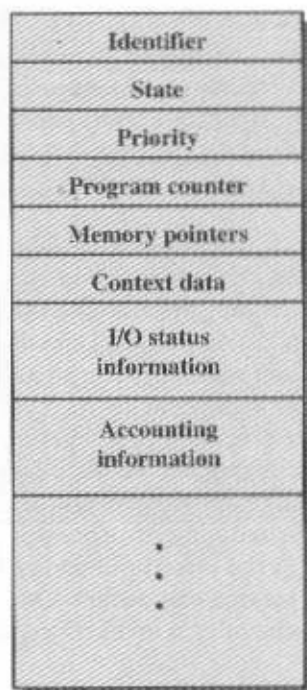 Identifier
State
Priority
Program counter
Memory pointers
Context data
I/O status
information
Accounting
information